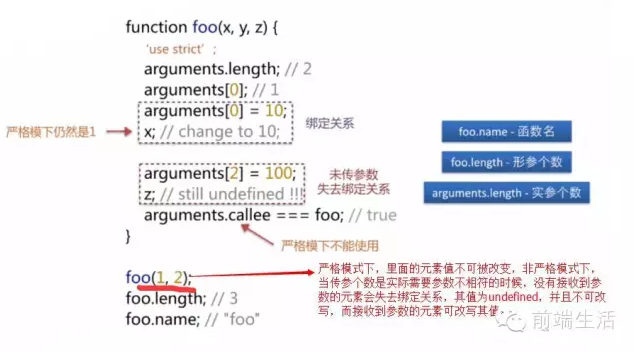 function foo(x, y, z) {
'use strict' ;
arguments.length; // 2
arguments[0]; // 1
arguments[0] = 10;
x; // change to 10;
绑定关系
严格模下仍然是1
arguments[2] = 100;
z; // still undefined !!!
未传参数
失去绑定关系
arguments.callee === foo; // true
}
严格模下不能使用
foo.name - 函数名
foo.length - 形参个数
arguments.length - 实参个数
foo(1, 2);
foo.length; // 3
foo.name; // "foo"
严格模式下，里面的元素值不可被改变，非严格模式下，
当传参个数是实际需要参数不相符的时候，没有接收到参
数的元素会失去绑定关系，其值为undefined，并且不可改
写，而接收到参数的元素可改写其值。
前端生活